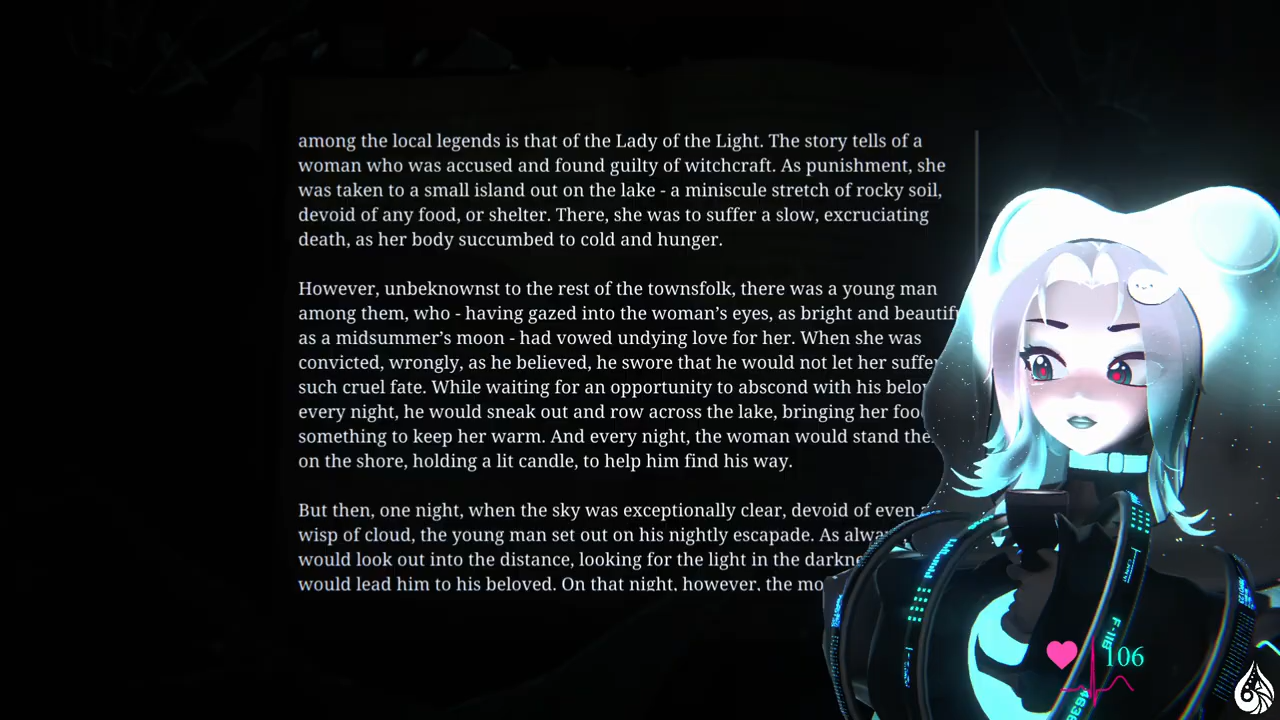 among the local legends is that of the Lady of the Light. The story tells of a
woman who was accused and found guilty of witchcraft. As punishment, she
was taken to a small island out on the lake - a miniscule stretch of rocky soil,
devoid of any food, or shelter. There, she was to suffer a slow, excruciating
death, as her body succumbed to cold and hunger.
However, unbeknownst to the rest of the townsfolk, there was a young man
among them, who - having gazed into the woman's eyes, as bright and
as a midsummer's moon - had vowed undying love for her. When she was
convicted, wrongly, as he believed, he swore that he would not let her
such cruel fate. While waiting for an opportunity to abscond with his
every night, he would sneak out and row across the lake, bringing her
something to keep her warm. And every night, the woman would stand
on the shore, holding a lit candle, to help him find his way.
But then, one night, when the sky was exceptionally clear, devoid of even
wisp of cloud, the young man set out on his nightly escapade. As
would look out into the distance, looking for the light in the
would lead him to his beloved. On that night, however, the
106
F-116